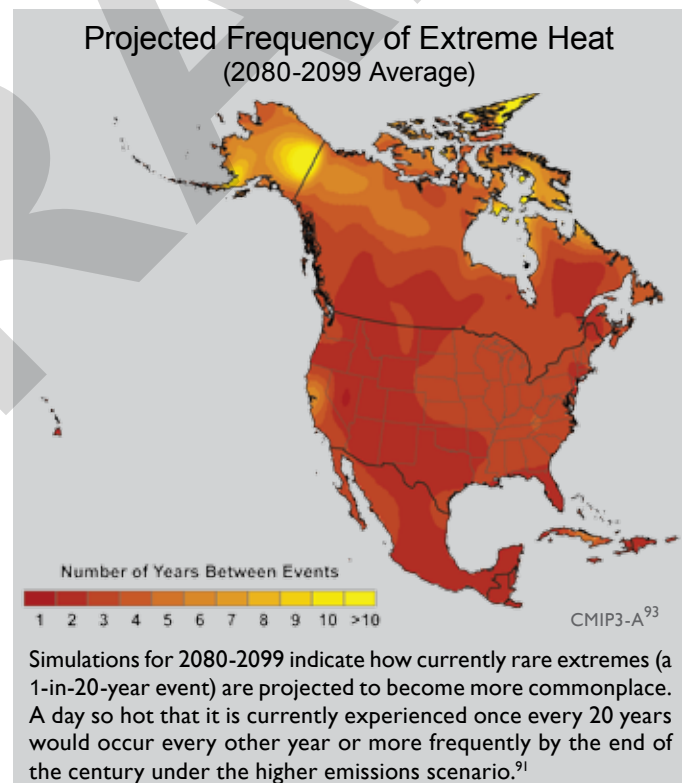 Projected Frequency of Extreme Heat
(2080-2099 Average)
Number of Years Between Events
1 2 3 4 5 6 7 8 9 10 >10
CMIP3-A93
Simulations for 2080-2099 indicate how currently rare extremes (a
1-in-20-year event) are projected to become more commonplace.
A day so hot that it is currently experienced once every 20 years
would occur every other year or more frequently by the end of
the century under the higher emissions scenario.91